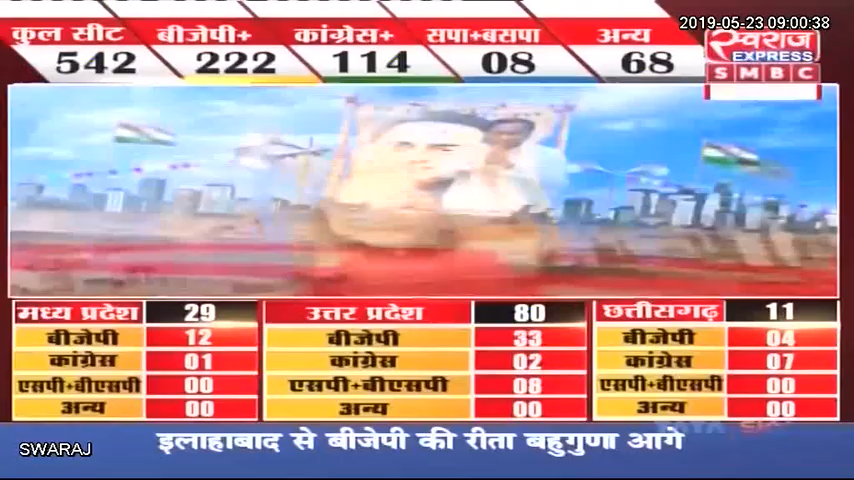 2019-05-23 09:00:38
कुल सीट बीजेपी+ कांग्रेस+ सपा+बसपा अन्य
542 222 114 08 68
स्वराज
EXPRESS
SMBC
मध्य प्रदेश 29
बीजेपी 12
कांग्रेस 01
एसपी+बीएसपी 00
अन्य 00
उत्तर प्रदेश 80
बीजेपी 33
कांग्रेस 02
एसपी+बीएसपी 08
अन्य 00
छत्तीसगढ़ 11
बीजेपी 04
कांग्रेस 07
एसपी+बीएसपी 00
अन्य 00
इलाहाबाद से बीजेपी की रीता बहुगुणा आगे
SWARAJ